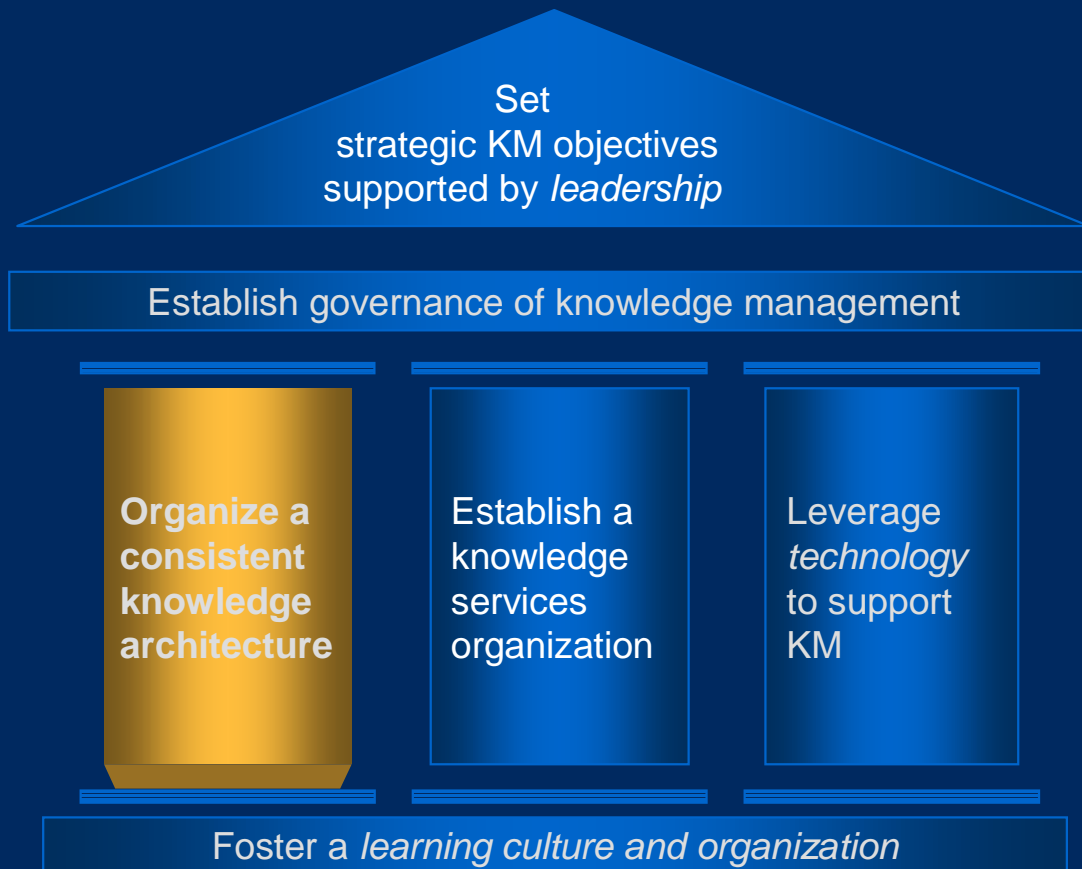 Set
strategic KM objectives
supported by leadership
Establish governance of knowledge management
Organize a
consistent
knowledge
architecture
Establish a
knowledge
services
organization
Leverage
technology
to support
KM
Foster a learning culture and organization